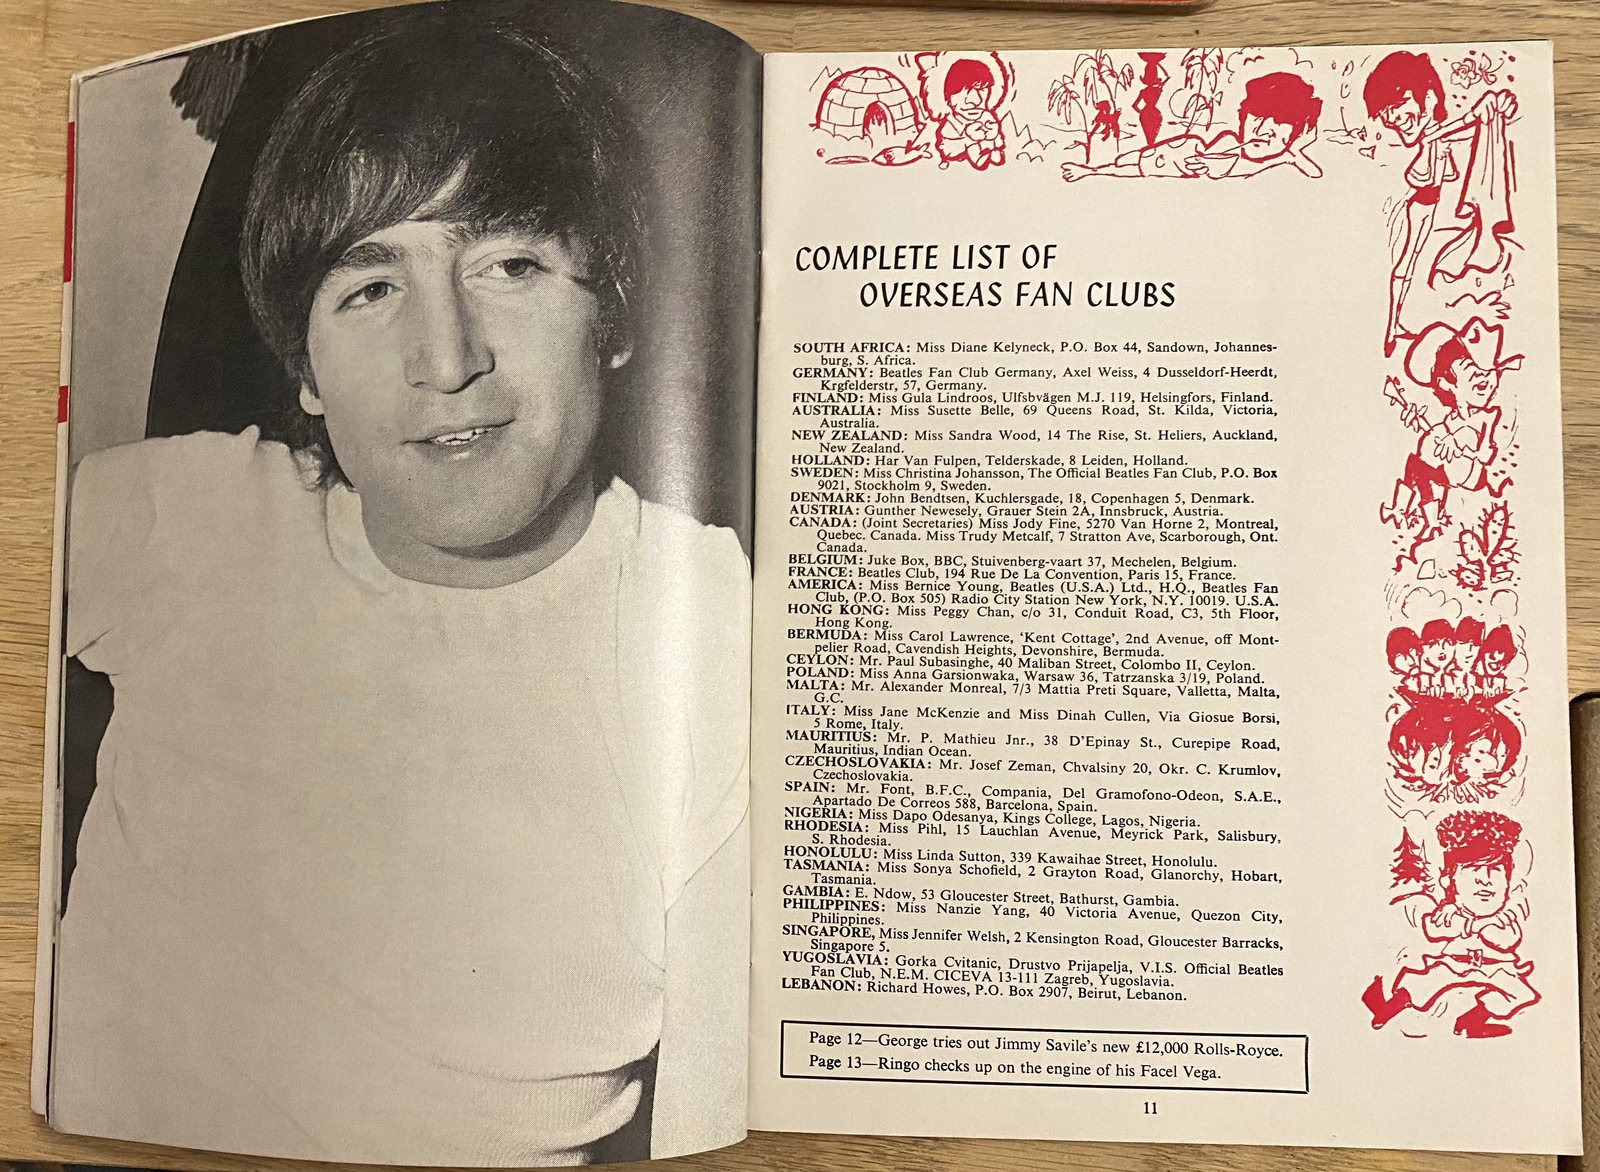 COMPLETE LIST OF
OVERSEAS FAN CLUBS
SOUTH AFRICA: Miss Diane Kelyneck, P.O. Box 44, Sandown, Johannes-
burg, S. Africa.
GERMANY: Beatles Fan Club Germany, Axel Weiss, 4 Dusseldorf-Heerdt,
Krgfelderstr, 57, Germany.
FINLAND: Miss Gula Lindroos, Ulfsbvägen M.J. 119, Helsingfors, Finland.
AUSTRALIA: Miss Susette Belle, 69 Queens Road, St. Kilda, Victoria,
Australia.
NEW ZEALAND: Miss Sandra Wood, 14 The Rise, St. Heliers, Auckland,
New Zealand.
HOLLAND: Har Van Fulpen, Telderskade, 8 Leiden, Holland.
SWEDEN: Miss Christina Johansson, The Official Beatles Fan Club, P.O. Box
9021, Stockholm 9, Sweden.
DENMARK: John Bendtsen, Kuchlersgade, 18, Copenhagen 5, Denmark.
AUSTRIA: Gunther Newesely, Grauer Stein 2A, Innsbruck, Austria.
CANADA: (Joint Secretaries) Miss Jody Fine, 5270 Van Horne 2, Montreal,
Quebec. Canada. Miss Trudy Metcalf, 7 Stratton Ave, Scarborough, Ont.
Canada.
BELGIUM: Juke Box, BBC, Stuivenberg-vaart 37, Mechelen, Belgium.
FRANCE: Beatles Club, 194 Rue De La Convention, Paris 15, France.
AMERICA: Miss Bernice Young, Beatles (U.S.A.) Ltd., H.Q., Beatles Fan
Club, (P.O. Box 505) Radio City Station New York, N.Y. 10019. U.S.A.
HONG KONG: Miss Peggy Chan, c/o 31, Conduit Road, C3, 5th Floor,
Hong Kong.
BERMUDA: Miss Carol Lawrence, 'Kent Cottage', 2nd Avenue, off Mont-
pelier Road, Cavendish Heights, Devonshire, Bermuda.
CEYLON: Mr. Paul Subasinghe, 40 Maliban Street, Colombo II, Ceylon.
POLAND: Miss Anna Garsionwaka, Warsaw 36, Tatrzanska 3/19, Poland.
MALTA: Mr. Alexander Monreal, 7/3 Mattia Preti Square, Valletta, Malta,
G.C.
ITALY: Miss Jane McKenzie and Miss Dinah Cullen, Via Giosue Borsi,
5 Rome, Italy.
MAURITIUS: Mr. P. Mathieu Jnr., 38 D'Epinay St., Curepipe Road,
Mauritius, Indian Ocean.
CZECHOSLOVAKIA: Mr. Josef Zeman, Chvalsiny 20, Okr. C. Krumlov,
Czechoslovakia.
SPAIN: Mr. Font, B.F.C., Compania, Del Gramofono-Odeon, S.A.E.,
Apartado De Correos 588, Barcelona, Spain.
NIGERIA: Miss Dapo Odesanya, Kings College, Lagos, Nigeria.
RHODESIA: Miss Pihl, 15 Lauchlan Avenue, Meyrick Park, Salisbury,
S. Rhodesia.
HONOLULU: Miss Linda Sutton, 339 Kawaihae Street, Honolulu.
TASMANIA: Miss Sonya Schofield, 2 Grayton Road, Glanorchy, Hobart,
Tasmania.
GAMBIA: E. Ndow, 53 Gloucester Street, Bathurst, Gambia.
PHILIPPINES: Miss Nanzie Yang, 40 Victoria Avenue, Quezon City,
Philippines.
SINGAPORE, Miss Jennifer Welsh, 2 Kensington Road, Gloucester Barracks,
Singapore 5.
YUGOSLAVIA: Gorka Cvitanic, Drustvo Prijapelja, V.I.S. Official Beatles
Fan Club, N.E.M. CICEVA 13-111 Zagreb, Yugoslavia.
LEBANON: Richard Howes, P.O. Box 2907, Beirut, Lebanon.
Page 12—George tries out Jimmy Savile's new £12,000 Rolls-Royce.
Page 13—Ringo checks up on the engine of his Facel Vega.
11